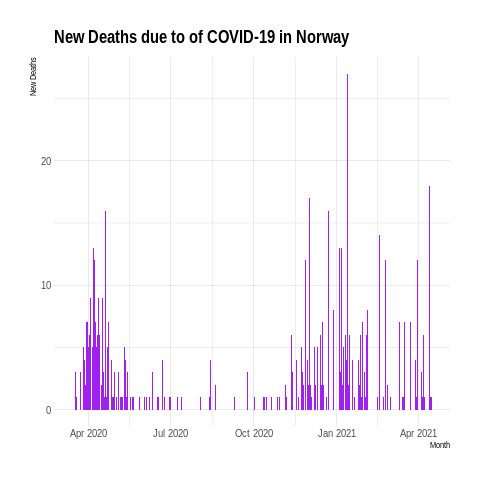 New Deaths due to of COVID-19 in Norway
New Deaths
20
10
0
Apr 2020 Jul 2020 Oct 2020 Jan 2021 Apr 2021
Month